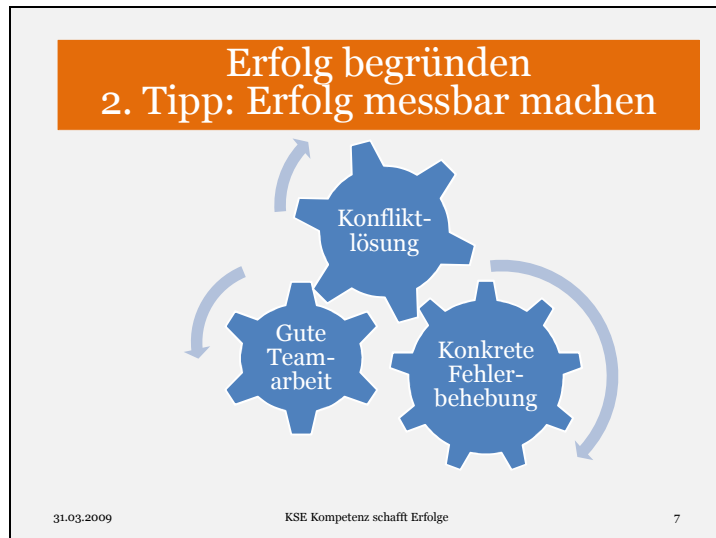 Erfolg begründen
2. Tipp: Erfolg messbar machen
Konflikt-
lösung
Gute
Team-
arbeit
Konkrete
Fehler-
behebung
31.03.2009
KSE Kompetenz schafft Erfolge
7